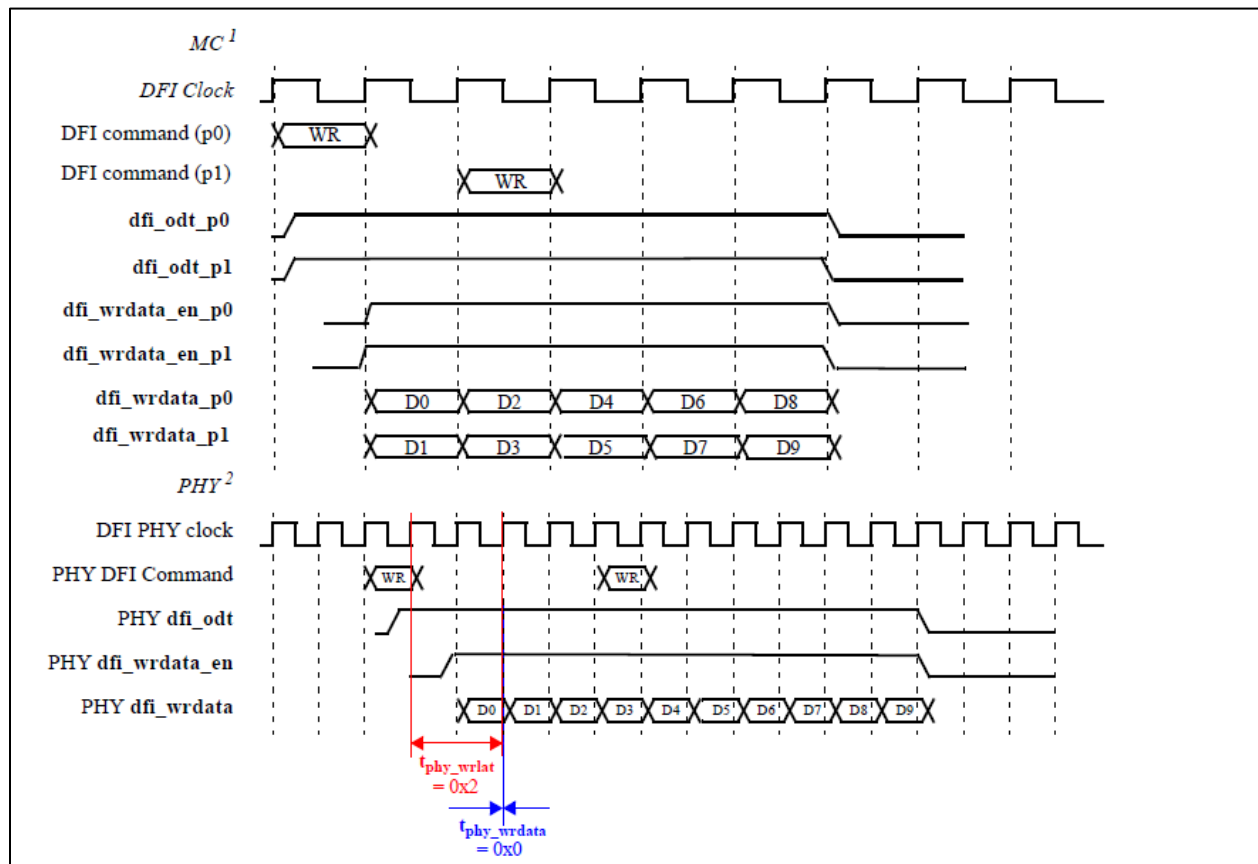 MC 1
DFI Clock
DFI command (p0) WR
DFI command (p1) WR
dfi_odt_p0
dfi_odt_p1
dfi_wrdata_en_p0
dfi_wrdata_en_p1
dfi_wrdata_p0 D0 D2 D4 D6 D8
dfi_wrdata_p1 D1 D3 D5 D7 D9
PHY 2
DFI PHY clock
PHY DFI Command WR WR
PHY dfi_odt
PHY dfi_wrdata_en
PHY dfi_wrdata D0 D1 D2 D3 D4 D5 D6 D7 D8 D9
tphy_wrlat
= 0x2
tphy_wrdata
= 0x0